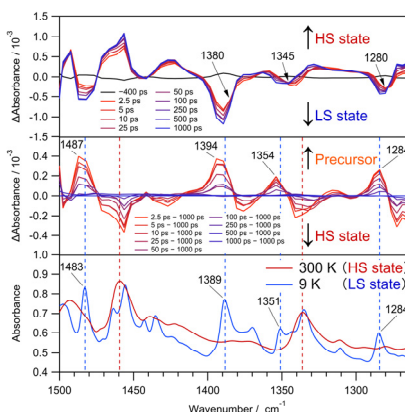 1.5
1.0
0.5
0.0
-0.5
-1.0
-1.5
ΔAbsorbance / 10⁻³
1380
1345
1280
HS state
LS state
−400 ps
2.5 ps
5 ps
10 ps
25 ps
50 ps
100 ps
250 ps
500 ps
1000 ps
0.4
0.2
0.0
-0.2
-0.4
ΔAbsorbance / 10⁻³
1487
1394
1354
1284
Precursor
HS state
2.5 ps − 1000 ps
5 ps − 1000 ps
10 ps − 1000 ps
25 ps − 1000 ps
50 ps − 1000 ps
100 ps − 1000 ps
250 ps − 1000 ps
500 ps − 1000 ps
1000 ps − 1000 ps
1.0
0.9
0.8
0.7
0.6
0.5
0.4
Absorbance
1483
1389
1351
1284
300 K (HS state)
9 K (LS state)
1500
1450
1400
1350
1300
Wavenumber / cm⁻¹